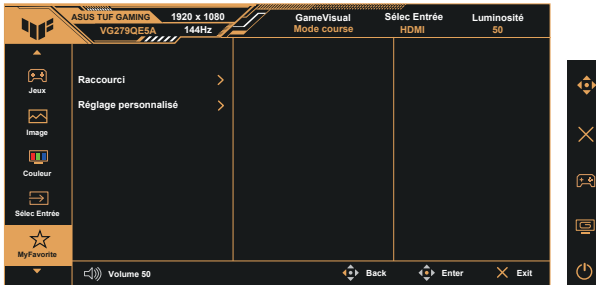 ASUS TUF GAMING 1920 x 1080 GameVisual Sélec Entrée Luminosité
VG279QE5A 144Hz Mode course HDMI 50
Jeux
Image
Couleur
Sélec Entrée
MyFavorite
Raccourci
Réglage personnalisé
Volume 50 Back Enter Exit